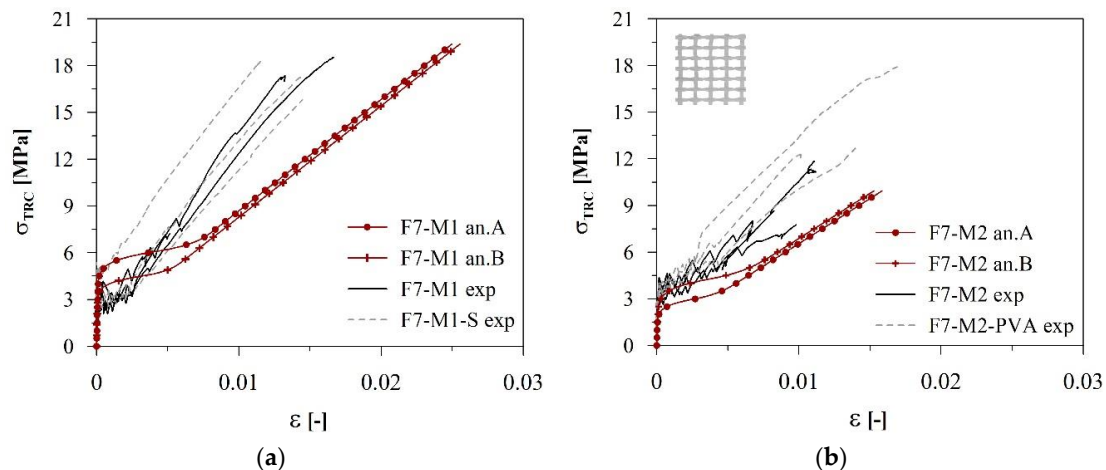 21
18
15
12
9
6
3
0
σTRC [MPa]
F7-M1 an.A
F7-M1 an.B
F7-M1 exp
F7-M1-S exp
0
0.01
0.02
0.03
ε [-]
(a)
21
18
15
12
9
6
3
0
σTRC [MPa]
F7-M2 an.A
F7-M2 an.B
F7-M2 exp
F7-M2-PVA exp
0
0.01
0.02
0.03
ε [-]
(b)